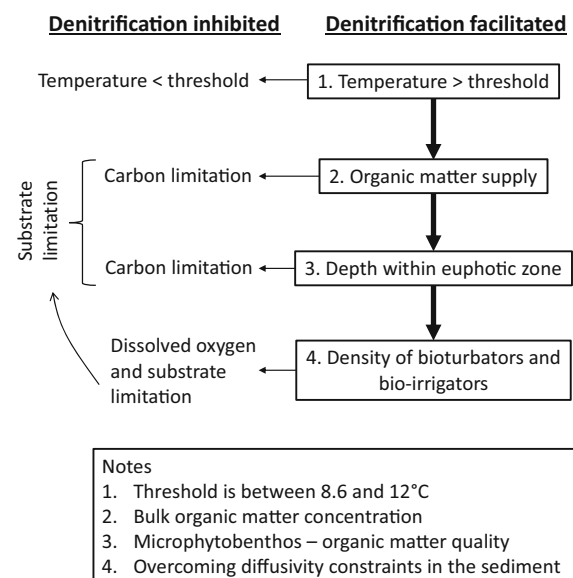 Denitrification inhibited
Denitrification facilitated
Temperature < threshold
1. Temperature > threshold
Carbon limitation
2. Organic matter supply
Substrate
limitation
Carbon limitation
3. Depth within euphotic zone
Dissolved oxygen
and substrate
limitation
4. Density of bioturbators and
bio-irrigators
Notes
1. Threshold is between 8.6 and 12°C
2. Bulk organic matter concentration
3. Microphytobenthos – organic matter quality
4. Overcoming diffusivity constraints in the sediment